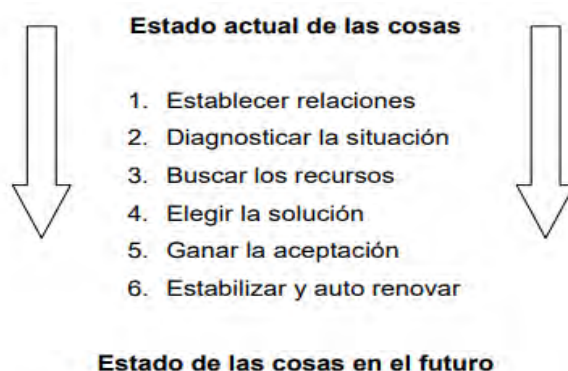 Estado actual de las cosas
1. Establecer relaciones
2. Diagnosticar la situación
3. Buscar los recursos
4. Elegir la solución
5. Ganar la aceptación
6. Estabilizar y auto renovar
Estado de las cosas en el futuro